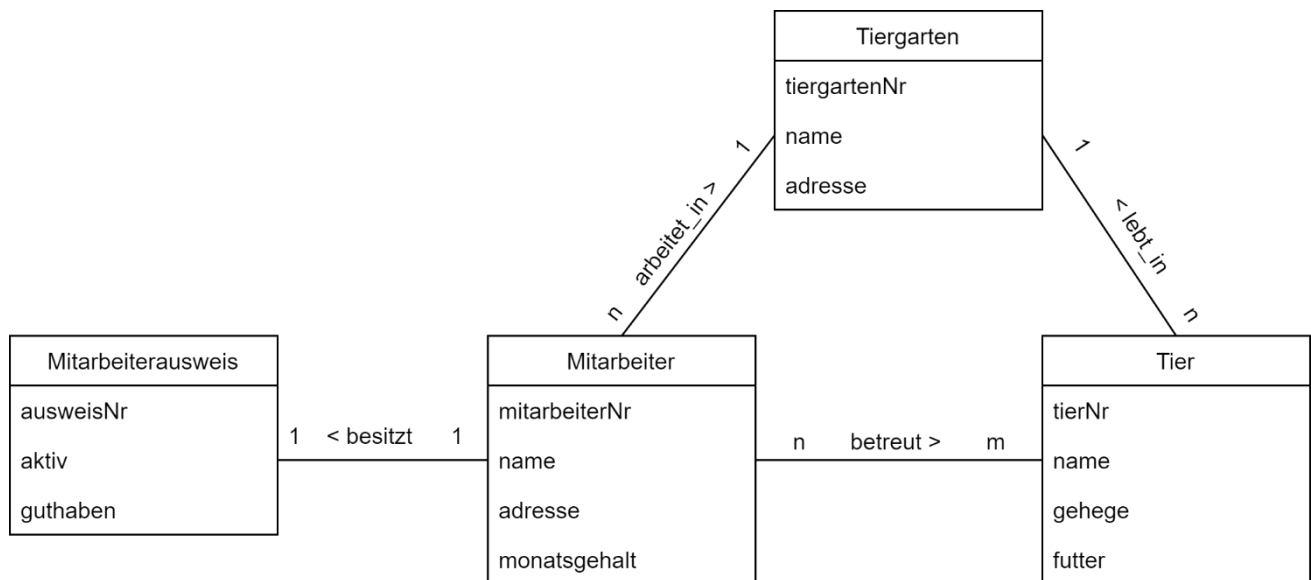 Tiergarten
tiergartenNr
name
adresse
1
arbeitet_in >
n
1
< lebt_in
n
Mitarbeiterausweis
ausweisNr
aktiv
guthaben
1 < besitzt 1
Mitarbeiter
mitarbeiterNr
name
adresse
monatsgehalt
n betreut > m
Tier
tierNr
name
gehege
futter